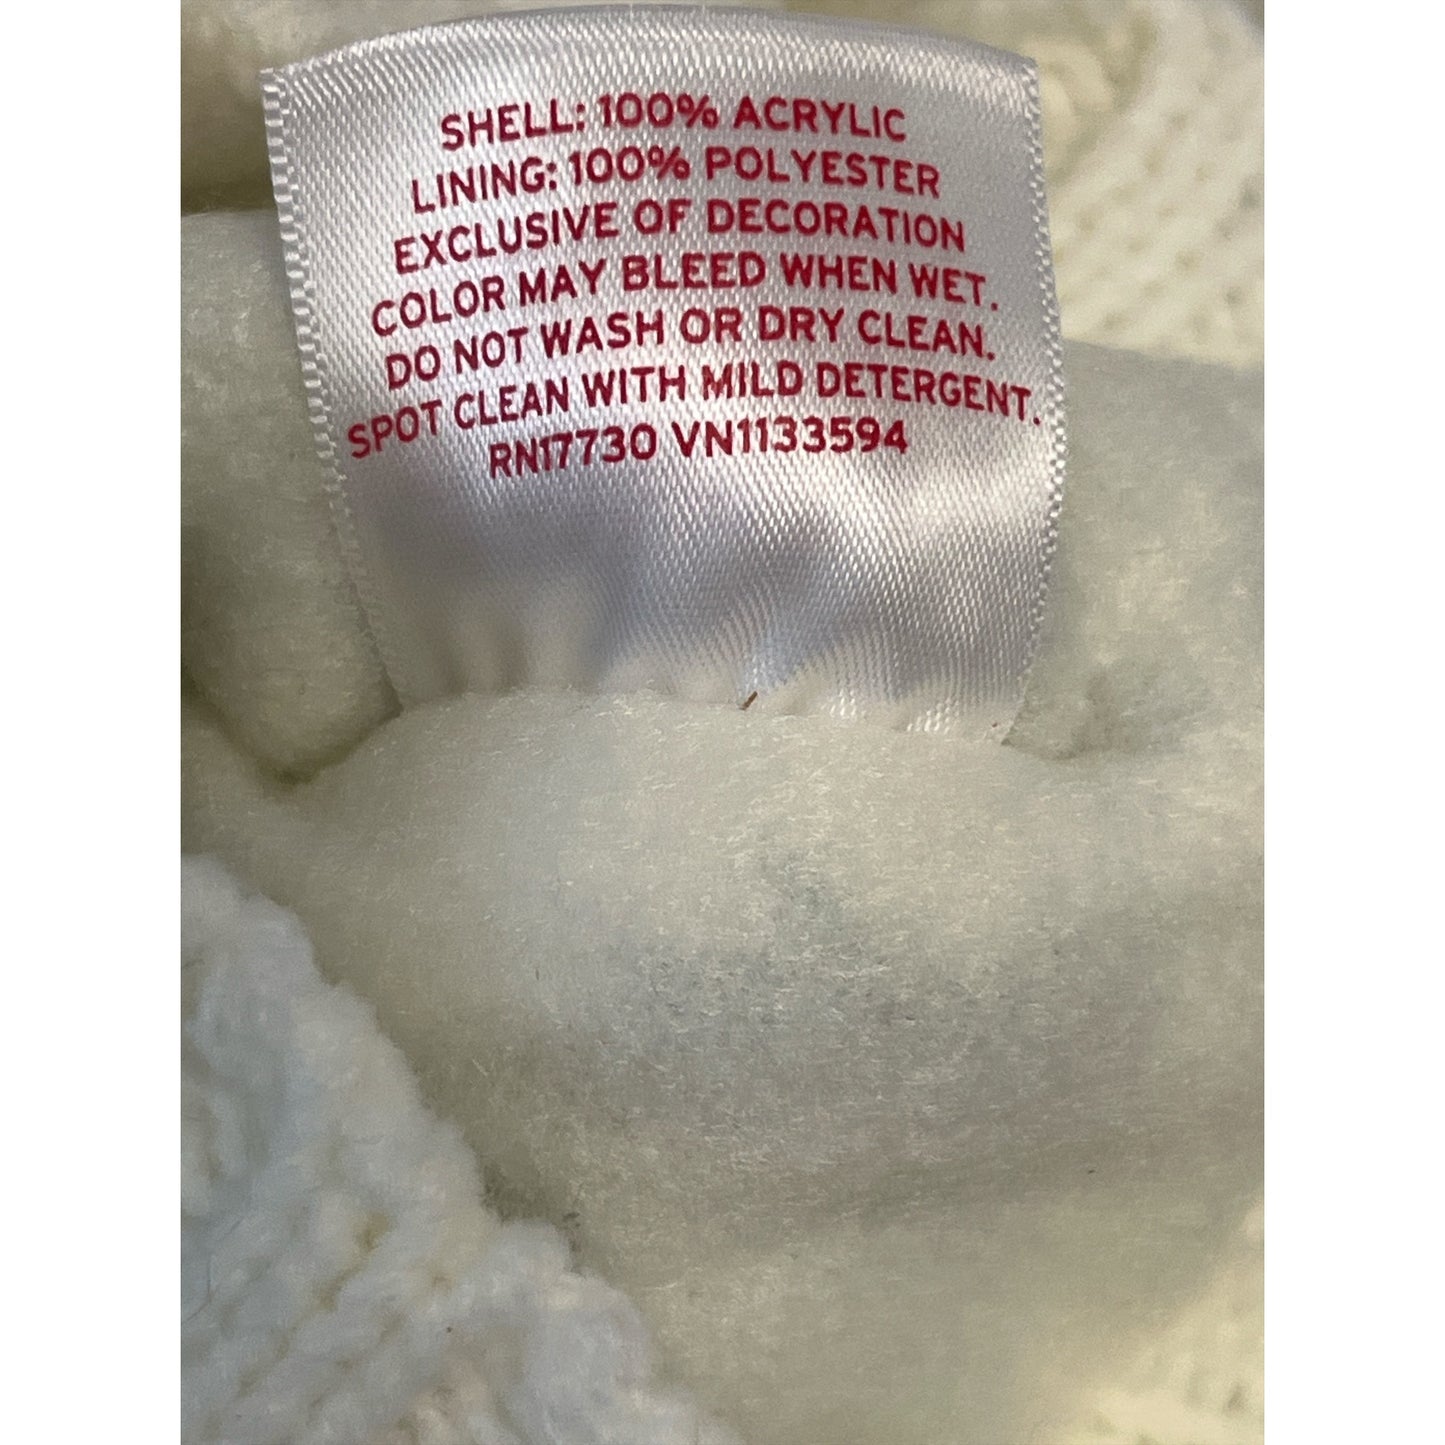 SHELL: 100% ACRYLIC
LINING: 100% POLYESTER
EXCLUSIVE OF DECORATION
COLOR MAY BLEED WHEN WET.
DO NOT WASH OR DRY CLEAN.
SPOT CLEAN WITH MILD DETERGENT.
RN17730 VN1133594